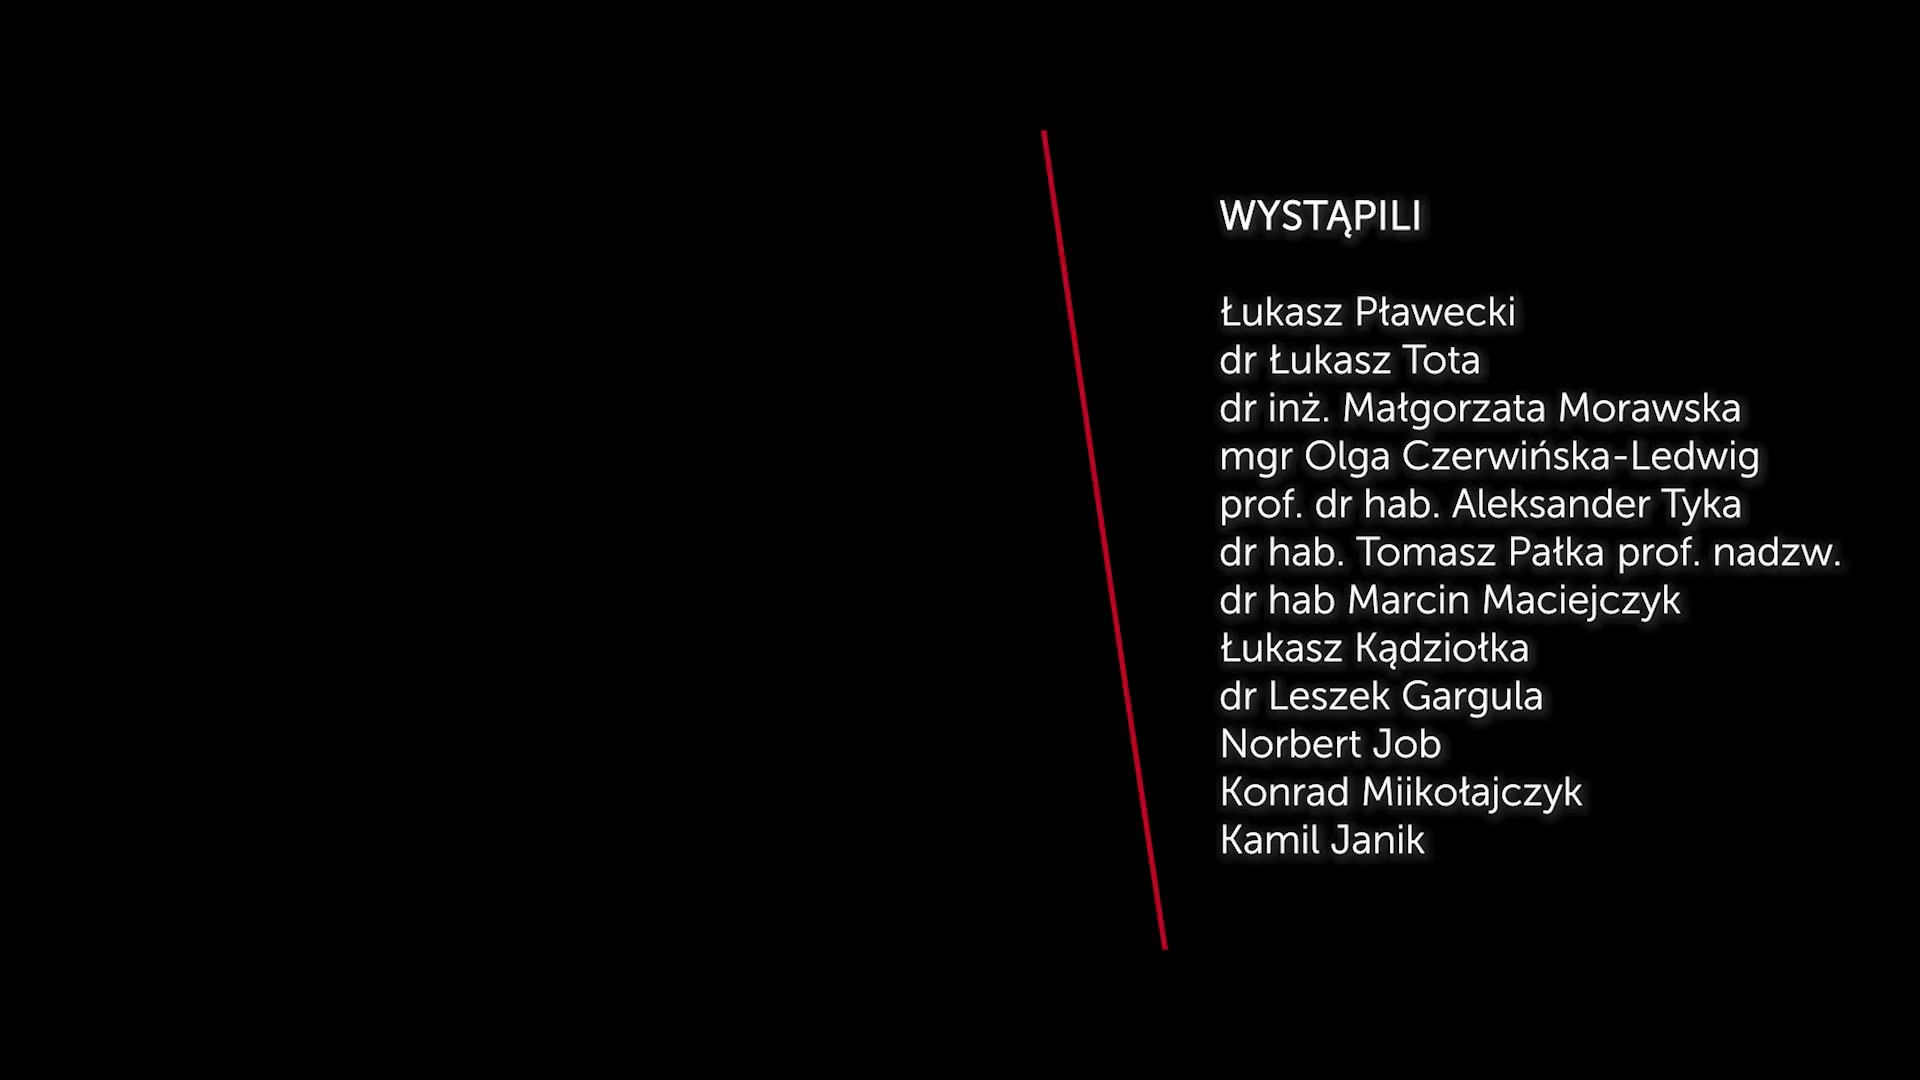 WYSTĄPILI
Łukasz Pławecki
dr Łukasz Tota
dr inż. Małgorzata Morawska
mgr Olga Czerwińska-Ledwig
prof. dr hab. Aleksander Tyka
dr hab. Tomasz Pałka prof. nadzw.
dr hab Marcin Maciejczyk
Łukasz Kądziołka
dr Leszek Gargula
Norbert Job
Konrad Miikołajczyk
Kamil Janik